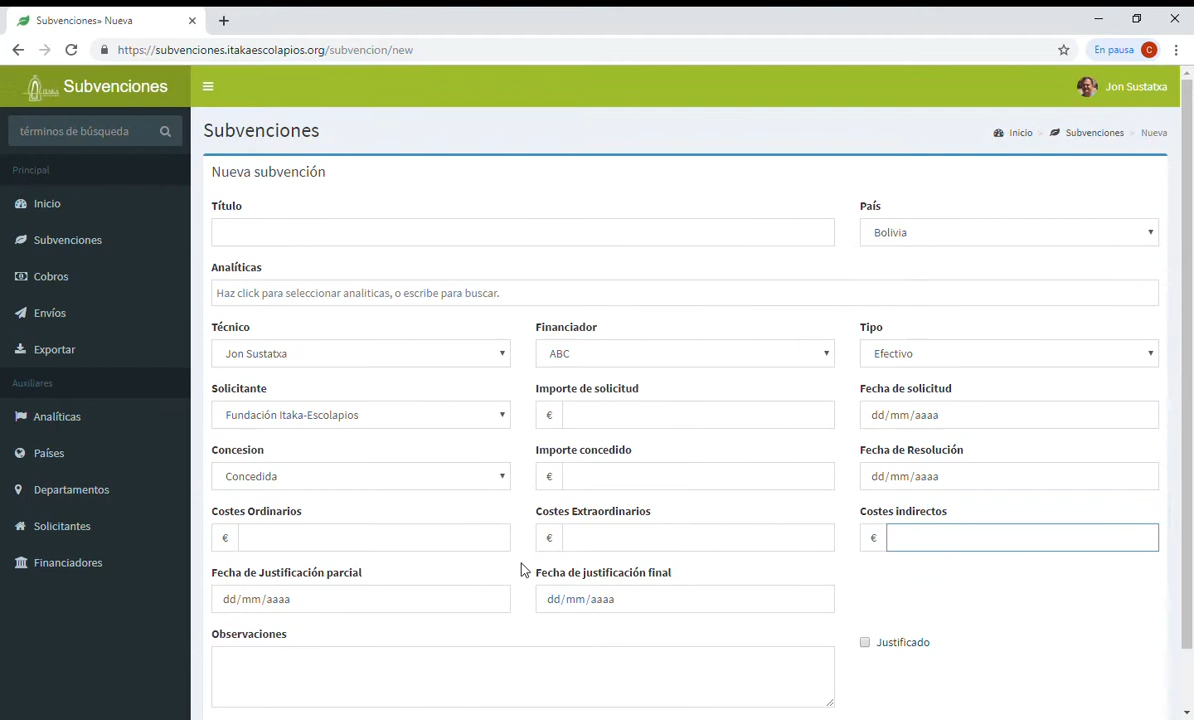 Subvenciones» Nueva
https://subvenciones.itakaescolapios.org/subvencion/new
En pausa C
ITAKA Subvenciones
Jon Sustatxa
términos de búsqueda
Principal
Inicio
Subvenciones
Cobros
Envíos
Exportar
Auxiliares
Analíticas
Países
Departamentos
Solicitantes
Financiadores
Subvenciones
Inicio > Subvenciones > Nueva
Nueva subvención
Título
País
Bolivia
Analíticas
Haz click para seleccionar analiticas, o escribe para buscar.
Técnico
Financiador
Tipo
Jon Sustatxa
ABC
Efectivo
Solicitante
Importe de solicitud
Fecha de solicitud
Fundación Itaka-Escolapios
€
dd/mm/aaaa
Concesion
Importe concedido
Fecha de Resolución
Concedida
€
dd/mm/aaaa
Costes Ordinarios
Costes Extraordinarios
Costes indirectos
€
€
€
Fecha de Justificación parcial
Fecha de justificación final
dd/mm/aaaa
dd/mm/aaaa
Observaciones
Justificado